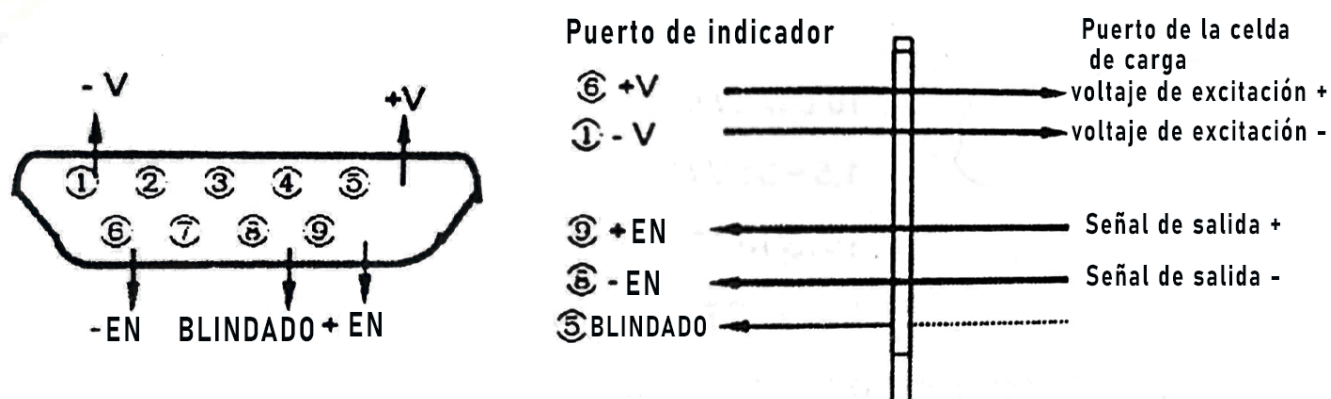 - V
+V
① ② ③ ④ ⑤
⑥ ⑦ ⑧ ⑨
-EN BLINDADO + EN
Puerto de indicador
⑥ +V
① - V
⑨ + EN
⑧ - EN
⑤ BLINDADO
Puerto de la celda
de carga
voltaje de excitación +
voltaje de excitación -
Señal de salida +
Señal de salida -